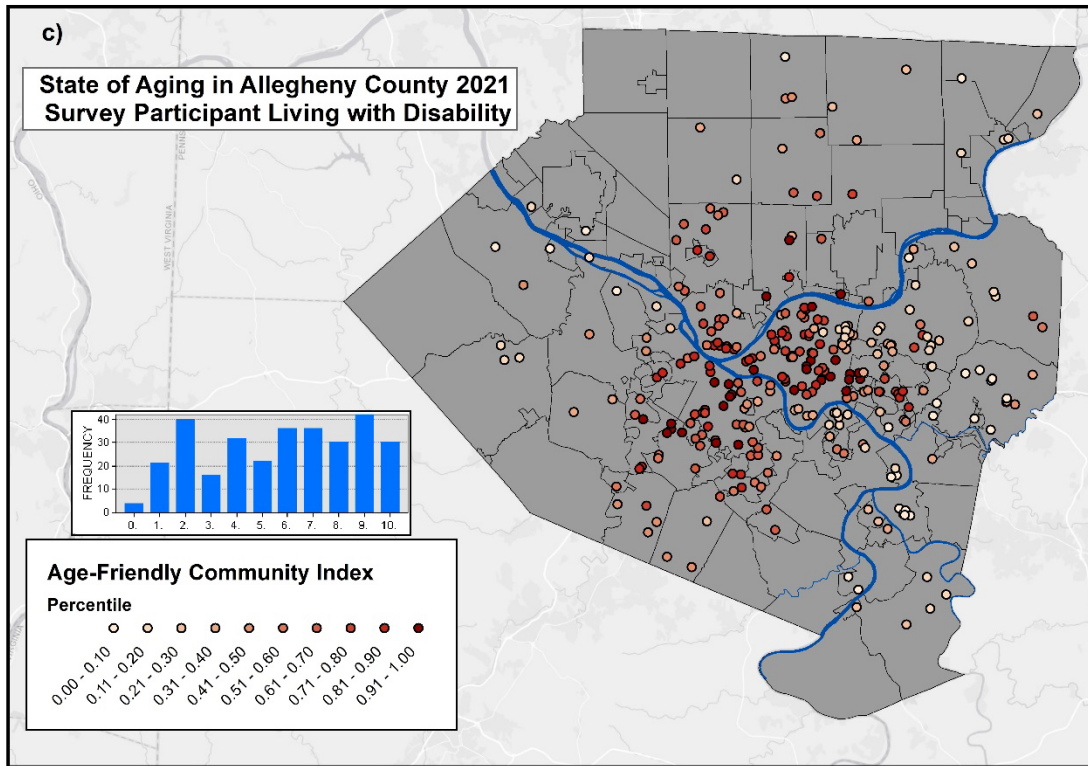 c)
State of Aging in Allegheny County 2021
Survey Participant Living with Disability
Ohio
PENNS
WEST VIRGINIA
FREQUENCY
40
30
20
10
0
0. 1. 2. 3. 4. 5. 6. 7. 8. 9. 10.
Age-Friendly Community Index
Percentile
0.00 - 0.10
0.11 - 0.20
0.21 - 0.30
0.31 - 0.40
0.41 - 0.50
0.51 - 0.60
0.61 - 0.70
0.71 - 0.80
0.81 - 0.90
0.91 - 1.00